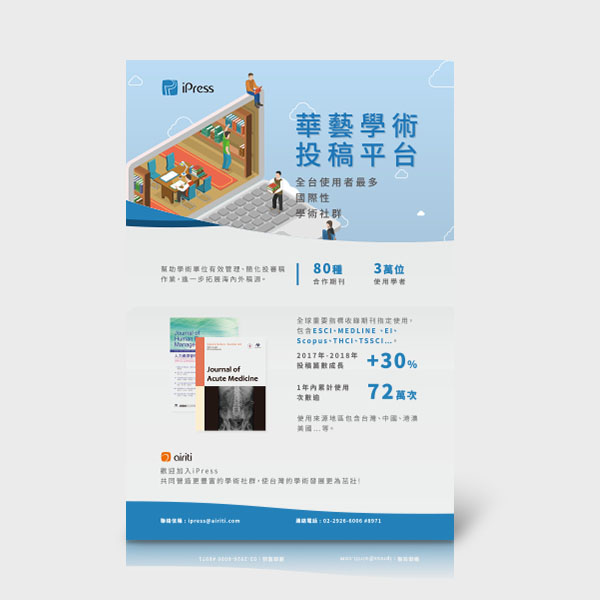 iPress
華藝學術
投稿平台
全台使用者最多
國際性
學術社群
幫助學術單位有效管理、簡化投審稿
作業，進一步拓展海內外稿源。
80種
合作期刊
3萬位
使用學者
全球重要指標收錄期刊指定使用，
包含ESCI、MEDLINE、EI、
Scopus、THCI、TSSCI…。
2017年-2018年
投稿篇數成長
+30%
1年內累計使用
次數逾
72萬次
使用來源地區包含台灣、中國、港澳
美國…等。
Journal of
Human
Management
Journal of
Acute Medicine
airiti
歡迎加入iPress
共同營造更豐富的學術社群，使台灣的學術發展更為茁壯！
聯絡信箱：ipress@airiti.com
連絡電話：02-2926-6006 #8971